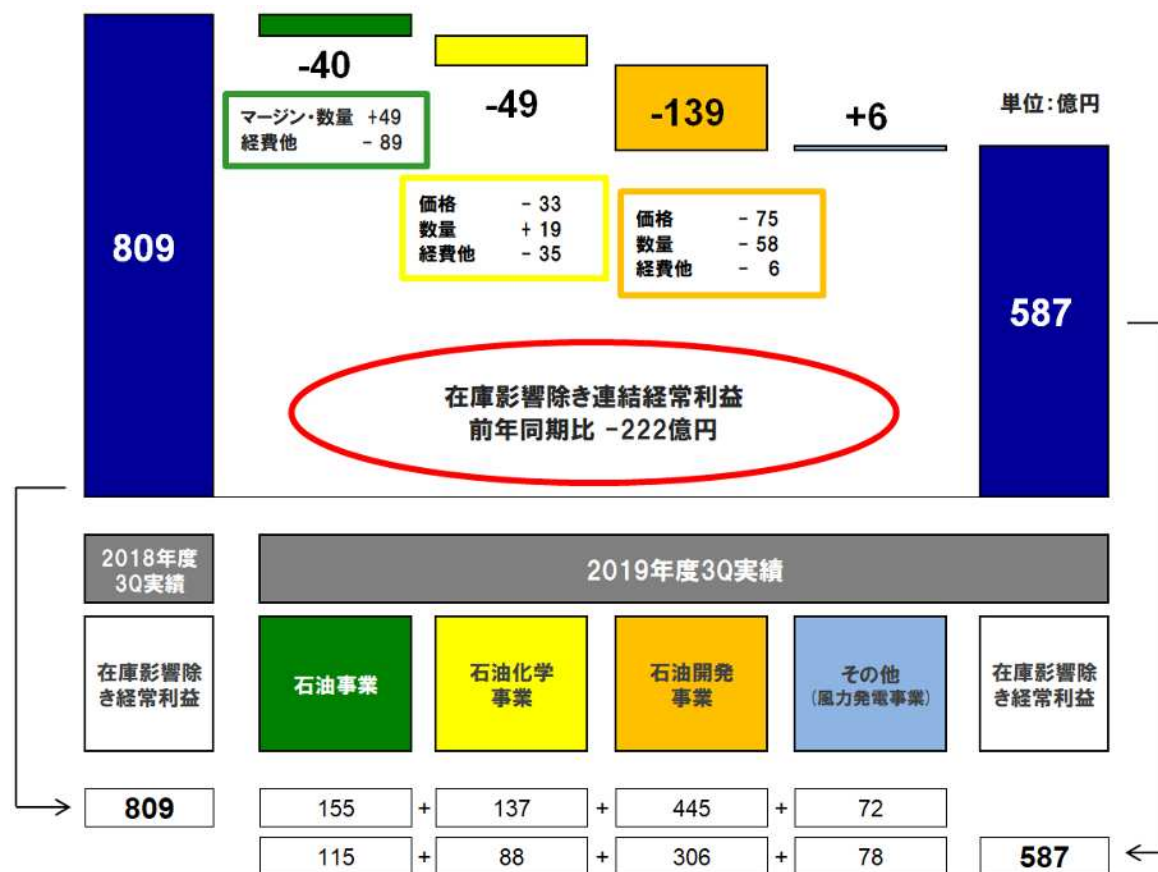 -40
-49
-139
+6
単位：億円
マージン・数量 +49
経費他 - 89
価格 - 33
数量 + 19
経費他 - 35
価格 - 75
数量 - 58
経費他 - 6
809
587
在庫影響除き連結経常利益
前年同期比 -222億円
2018年度
3Q実績
2019年度3Q実績
在庫影響除
き経常利益
石油事業
石油化学
事業
石油開発
事業
その他
(風力発電事業)
在庫影響除
き経常利益
809
155 + 137 + 445 + 72
115 + 88 + 306 + 78
587